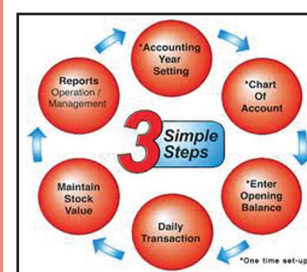 *Accounting
Year
Setting
*Chart
Of
Account
*Enter
Opening
Balance
Daily
Transaction
Maintain
Stock
Value
Reports
Operation /
Management
3 Simple
Steps
*One time set-up